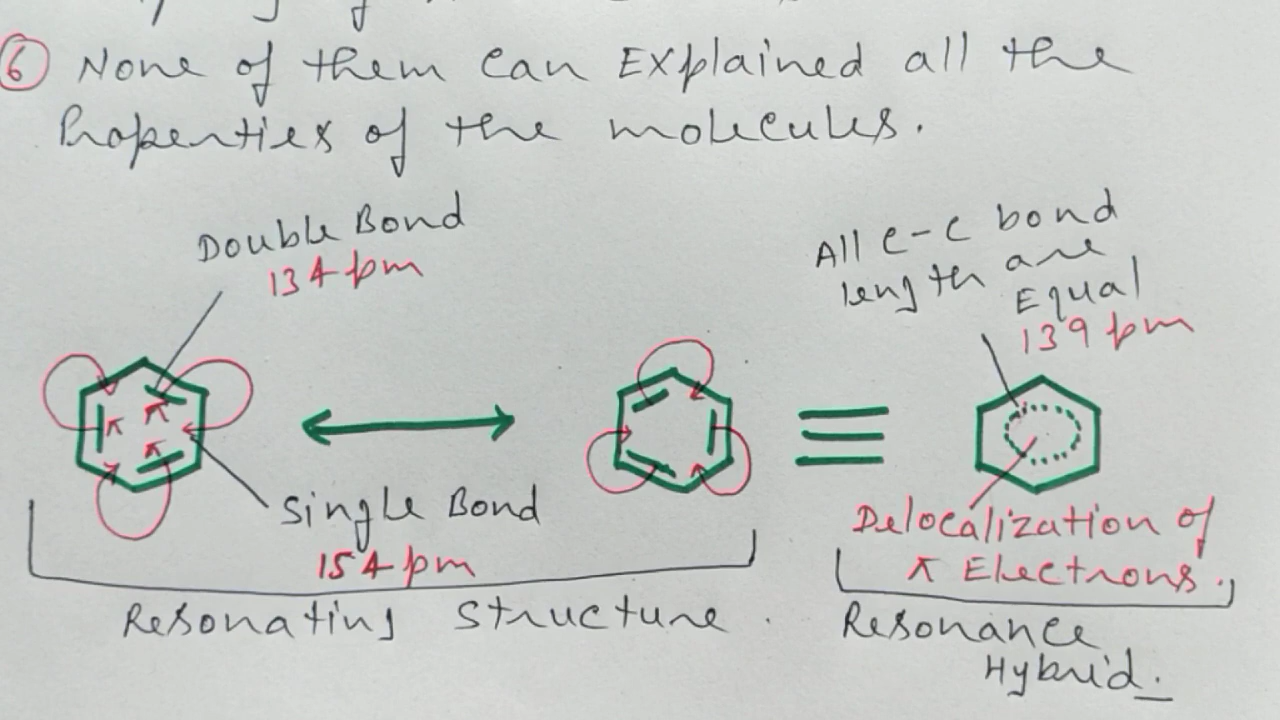 6 None of them can Explained all the
Properties of the molecules.
Double Bond
134 pm
All C-C bond
length are
Equal
139 pm
π π
π
Single Bond
154 pm
Delocalization of
π Electrons.
Resonating Structure.
Resonance
Hybrid.